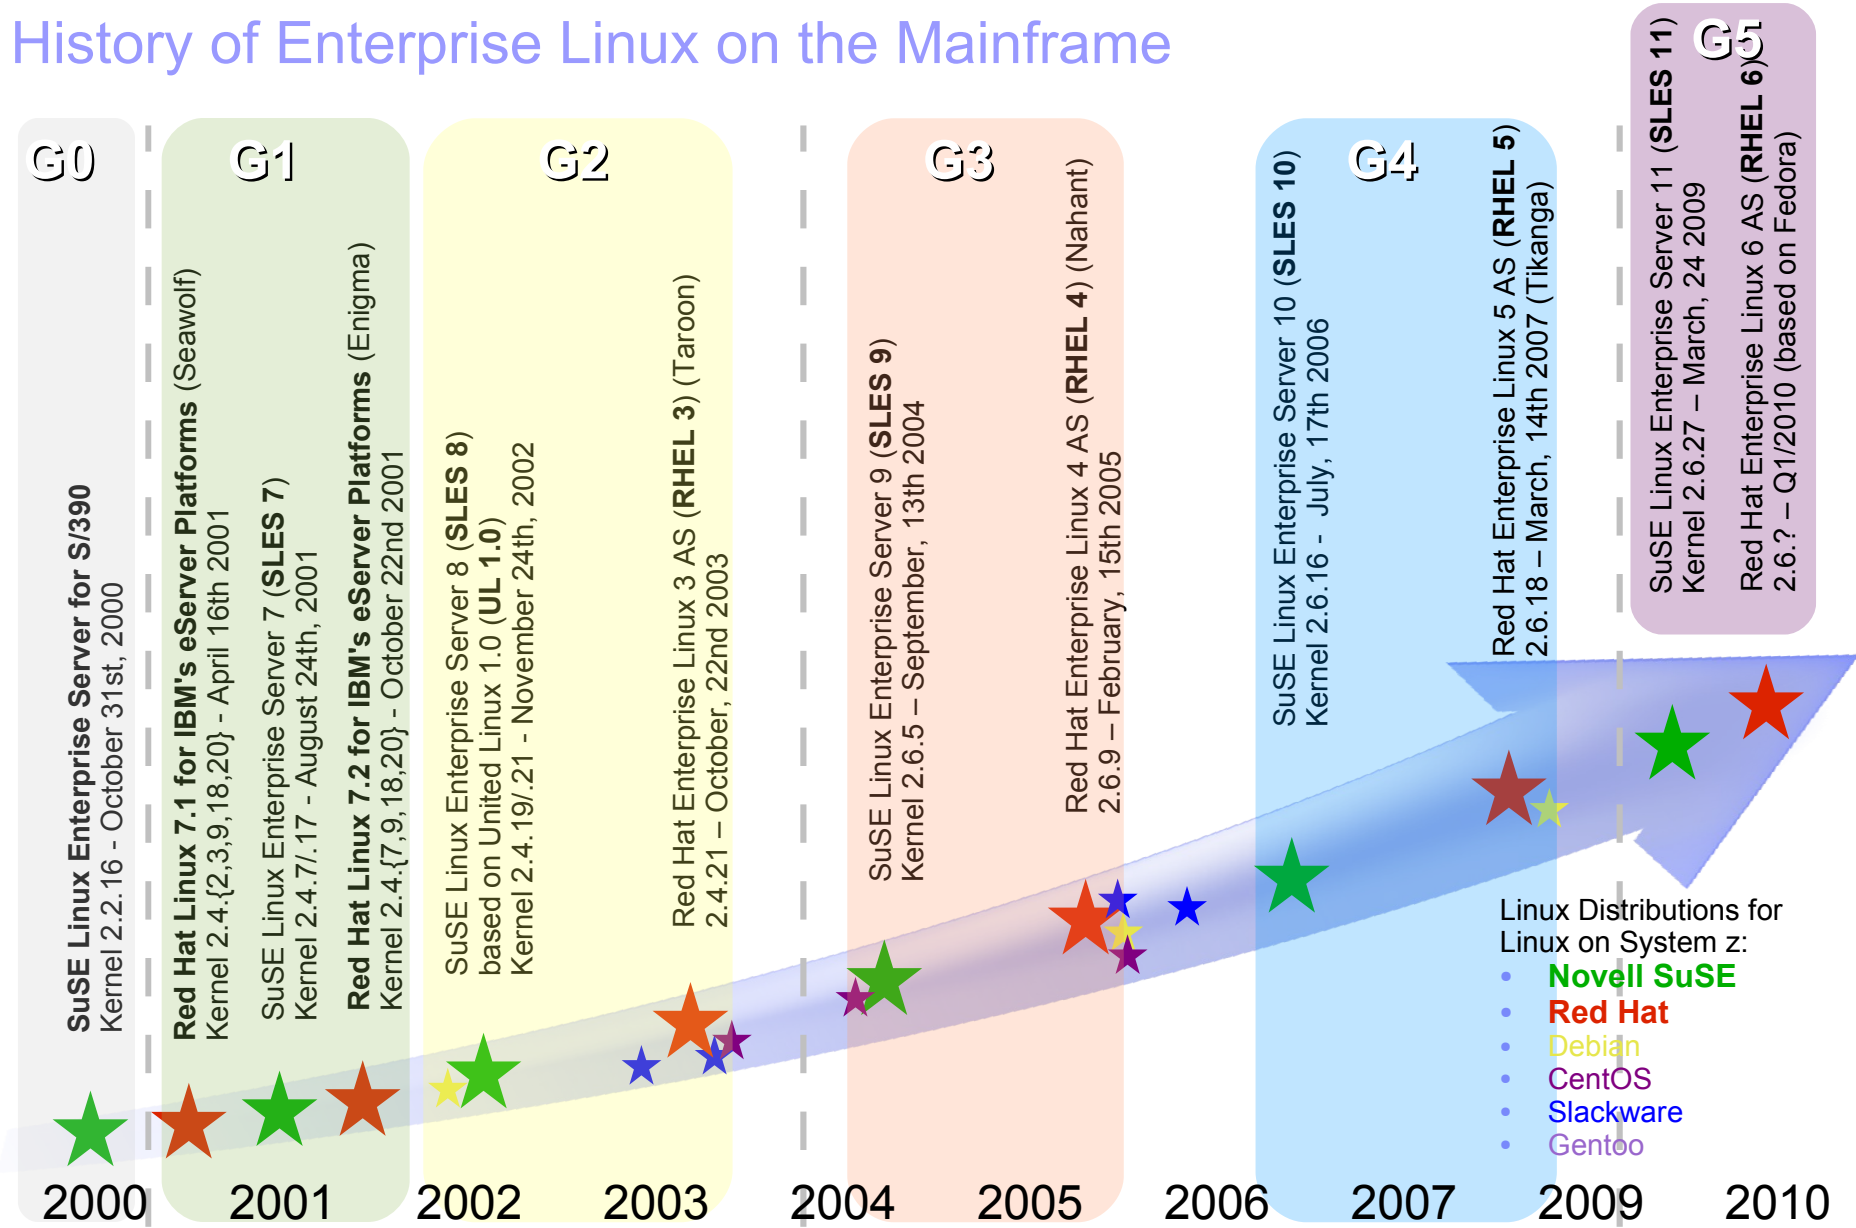 History of Enterprise Linux on the Mainframe
G0
G1
G2
G3
G4
G5
SuSE Linux Enterprise Server for S/390
Kernel 2.2.16 - October 31st, 2000
Red Hat Linux 7.1 for IBM's eServer Platforms (Seawolf)
Kernel 2.4.{2,3,9,18,20} - April 16th 2001
SuSE Linux Enterprise Server 7 (SLES 7)
Kernel 2.4.7/.17 - August 24th, 2001
Red Hat Linux 7.2 for IBM's eServer Platforms (Enigma)
Kernel 2.4.{7,9,18,20} - October 22nd 2001
SuSE Linux Enterprise Server 8 (SLES 8)
based on United Linux 1.0 (UL 1.0)
Kernel 2.4.19/.21 - November 24th, 2002
Red Hat Enterprise Linux 3 AS (RHEL 3) (Taroon)
2.4.21 – October, 22nd 2003
SuSE Linux Enterprise Server 9 (SLES 9)
Kernel 2.6.5 – September, 13th 2004
Red Hat Enterprise Linux 4 AS (RHEL 4) (Nahant)
2.6.9 – February, 15th 2005
SuSE Linux Enterprise Server 10 (SLES 10)
Kernel 2.6.16 - July, 17th 2006
Red Hat Enterprise Linux 5 AS (RHEL 5)
2.6.18 – March, 14th 2007 (Tikanga)
SuSE Linux Enterprise Server 11 (SLES 11)
Kernel 2.6.27 – March, 24 2009
Red Hat Enterprise Linux 6 AS (RHEL 6)
2.6.? – Q1/2010 (based on Fedora)
Linux Distributions for
Linux on System z:
• Novell SuSE
• Red Hat
• Debian
• CentOS
• Slackware
• Gentoo
2000
2001
2002
2003
2004
2005
2006
2007
2009
2010